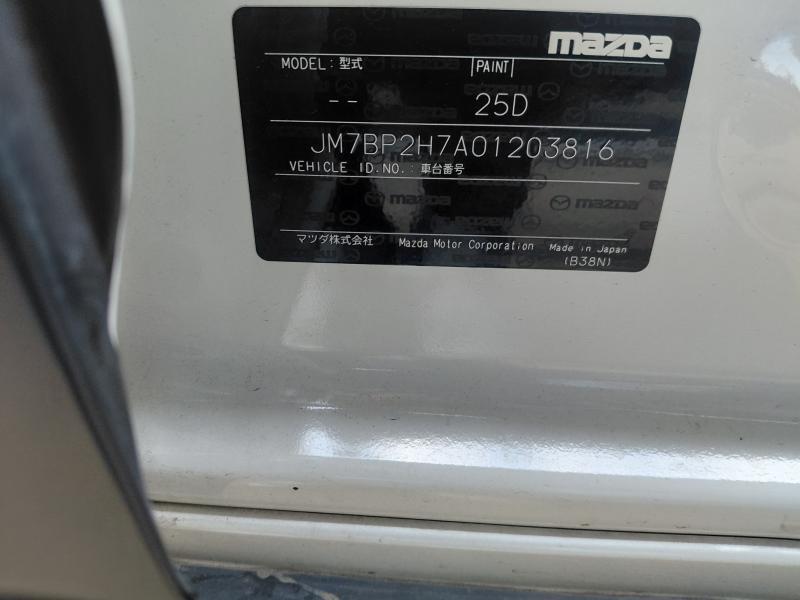 mazda
MODEL: 型式 PAINT
-- 25D
JM7BP2H7A01203816
VEHICLE ID.NO.: 車台番号
mazda
マツダ株式会社 Mazda Motor Corporation Made in Japan
(B38N)